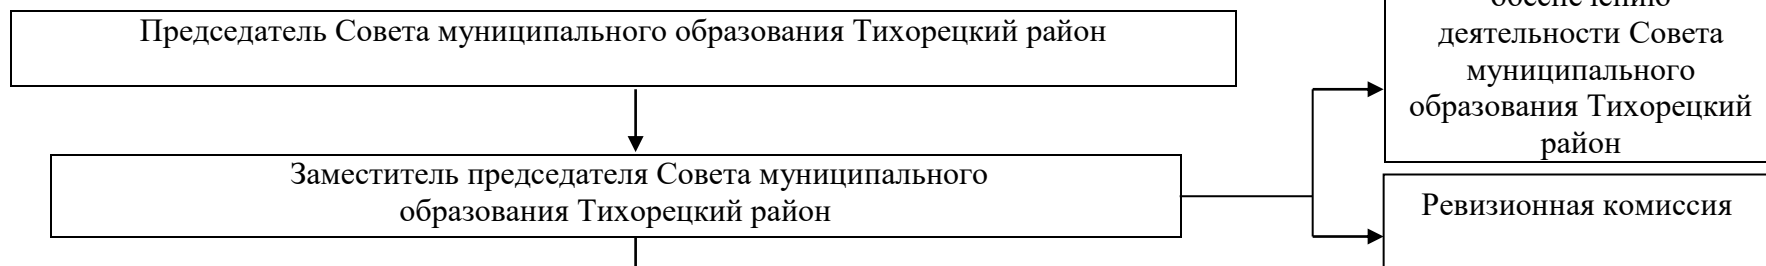 Председатель Совета муниципального образования Тихорецкий район
Заместитель председателя Совета муниципального
образования Тихорецкий район
деятельности Совета
муниципального
образования Тихорецкий
район
Ревизионная комиссия